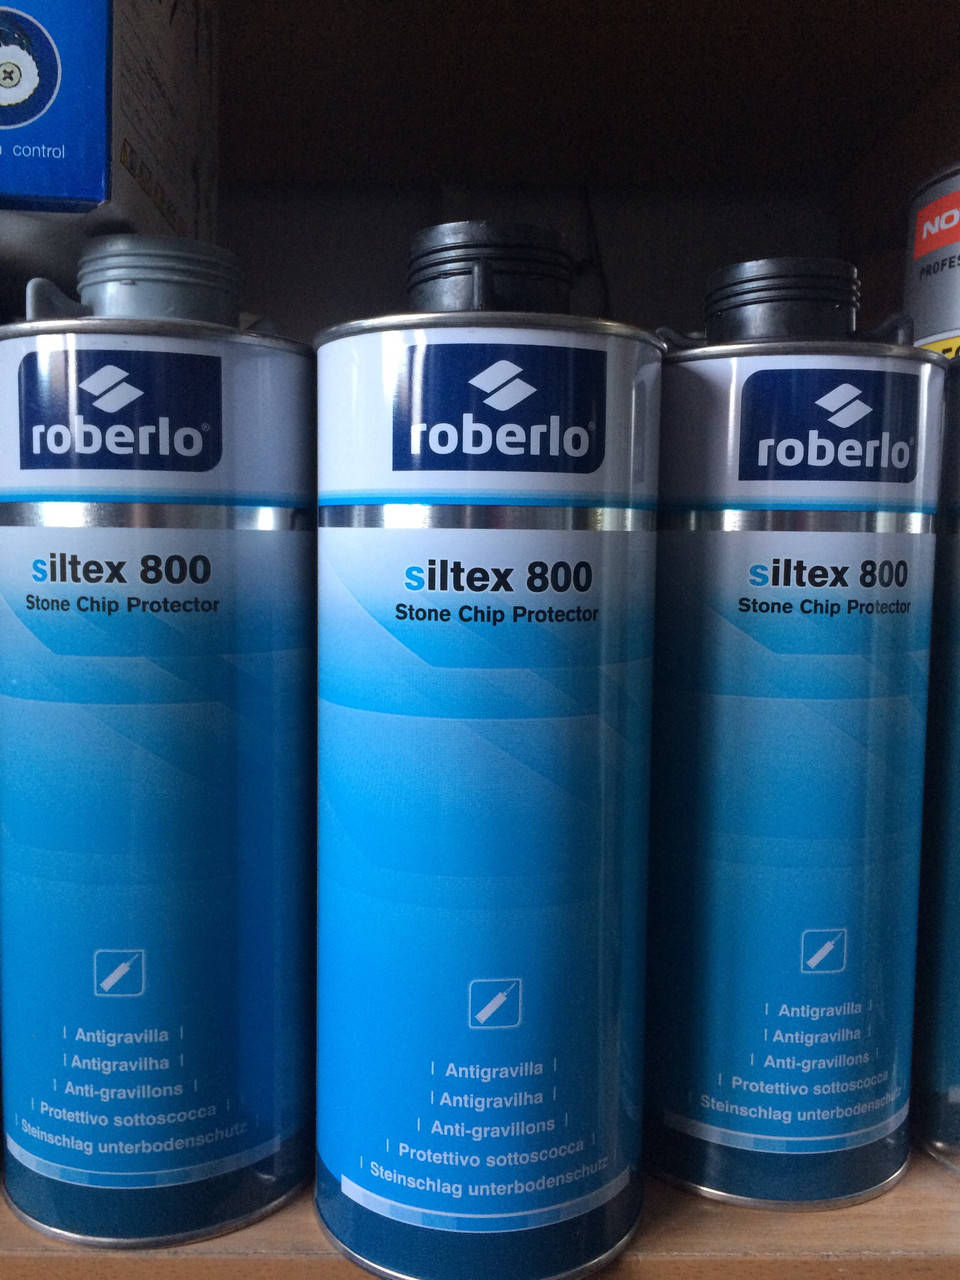 control
roberlo®
siltex 800
Stone Chip Protector
| Antigravilla |
| Antigravilha |
| Anti-gravillons |
| Protettivo sottoscocca |
| Steinschlag unterbodenschutz
roberlo®
siltex 800
Stone Chip Protector
| Antigravilla |
| Antigravilha |
| Anti-gravillons |
| Protettivo sottoscocca |
| Steinschlag unterbodenschutz
roberlo®
siltex 800
Stone Chip Protector
| Antigravilla |
| Antigravilha |
| Anti-gravillons |
| Protettivo sottoscocca
| Steinschlag unterbodenschutz
NO
PROFES